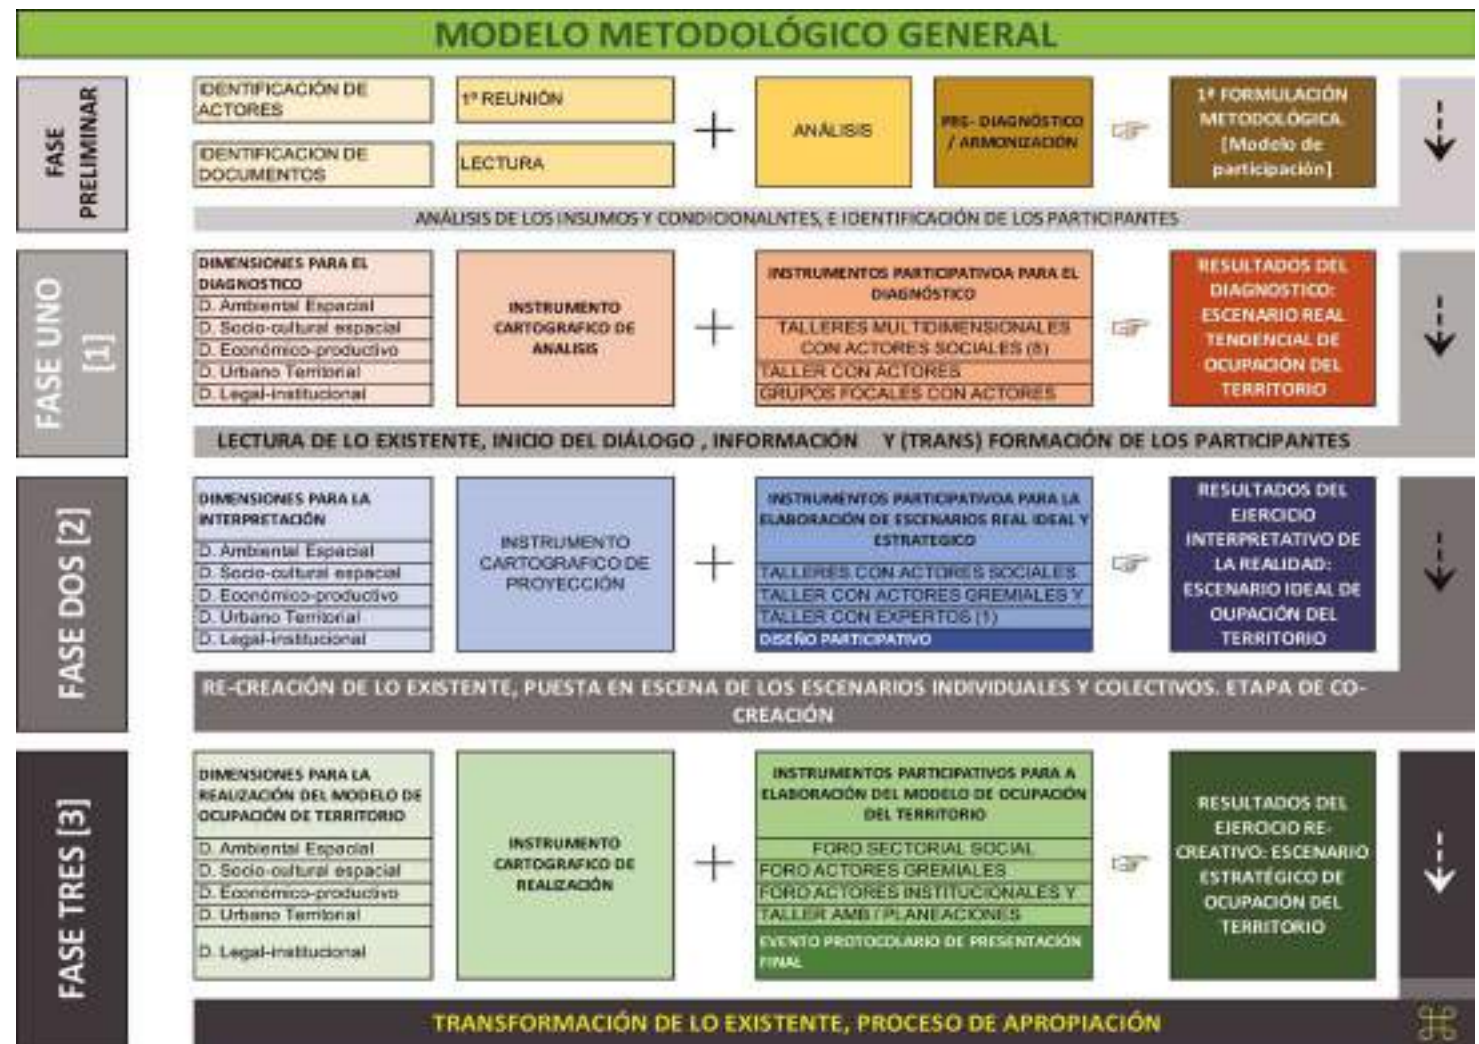 MODELO METODOLÓGICO GENERAL
FASE
PRELIMINAR
IDENTIFICACIÓN DE
ACTORES
1ª REUNIÓN
IDENTIFICACION DE
DOCUMENTOS
LECTURA
ANÁLISIS
PRE- DIAGNÓSTICO
/ ARMONIZACIÓN
1ª FORMULACIÓN
METODOLÓGICA.
[Modelo de
participación]
ANÁLISIS DE LOS INSUMOS Y CONDICIONALNTES, E IDENTIFICACIÓN DE LOS PARTICIPANTES
FASE UNO
[1]
DIMENSIONES PARA EL
DIAGNOSTICO
D. Ambiental Espacial
D. Socio-cultural espacial
D. Económico-productivo
D. Urbano Territorial
D. Legal-institucional
INSTRUMENTO
CARTOGRAFICO DE
ANALISIS
INSTRUMENTOS PARTICIPATIVOA PARA EL
DIAGNÓSTICO
TALLERES MULTIDIMENSIONALES
CON ACTORES SOCIALES (8)
TALLER CON ACTORES
GRUPOS FOCALES CON ACTORES
RESULTADOS DEL
DIAGNOSTICO:
ESCENARIO REAL
TENDENCIAL DE
OCUPACIÓN DEL
TERRITORIO
LECTURA DE LO EXISTENTE, INICIO DEL DIÁLOGO , INFORMACIÓN Y (TRANS) FORMACIÓN DE LOS PARTICIPANTES
FASE DOS [2]
DIMENSIONES PARA LA
INTERPRETACIÓN
D. Ambiental Espacial
D. Socio-cultural espacial
D. Económico-productivo
D. Urbano Territorial
D. Legal-institucional
INSTRUMENTO
CARTOGRAFICO DE
PROYECCIÓN
INSTRUMENTOS PARTICIPATIVOA PARA LA
ELABORACIÓN DE ESCENARIOS REAL IDEAL Y
ESTRATEGICO
TALLERES CON ACTORES SOCIALES
TALLER CON ACTORES GREMIALES Y
TALLER CON EXPERTOS (1)
DISEÑO PARTICIPATIVO
RESULTADOS DEL
EJERCICIO
INTERPRETATIVO DE
LA REALIDAD:
ESCENARIO IDEAL DE
OUPACIÓN DEL
TERRITORIO
RE-CREACIÓN DE LO EXISTENTE, PUESTA EN ESCENA DE LOS ESCENARIOS INDIVIDUALES Y COLECTIVOS. ETAPA DE CO-
CREACIÓN
FASE TRES [3]
DIMENSIONES PARA LA
REALIZACIÓN DEL MODELO DE
OCUPACIÓN DE TERRITORIO
D. Ambiental Espacial
D. Socio-cultural espacial
D. Económico-productivo
D. Urbano Territorial
D. Legal-institucional
INSTRUMENTO
CARTOGRAFICO DE
REALIZACIÓN
INSTRUMENTOS PARTICIPATIVOS PARA A
ELABORACIÓN DEL MODELO DE OCUPACIÓN
DEL TERRITORIO
FORO SECTORIAL SOCIAL
FORO ACTORES GREMIALES
FORO ACTORES INSTITUCIONALES Y
TALLER AMB / PLANEACIONES
EVENTO PROTOCOLARIO DE PRESENTACIÓN
FINAL
RESULTADOS DEL
EJERCICIO RE-
CREATIVO: ESCENARIO
ESTRATÉGICO DE
OCUPACIÓN DEL
TERRITORIO
TRANSFORMACIÓN DE LO EXISTENTE, PROCESO DE APROPIACIÓN